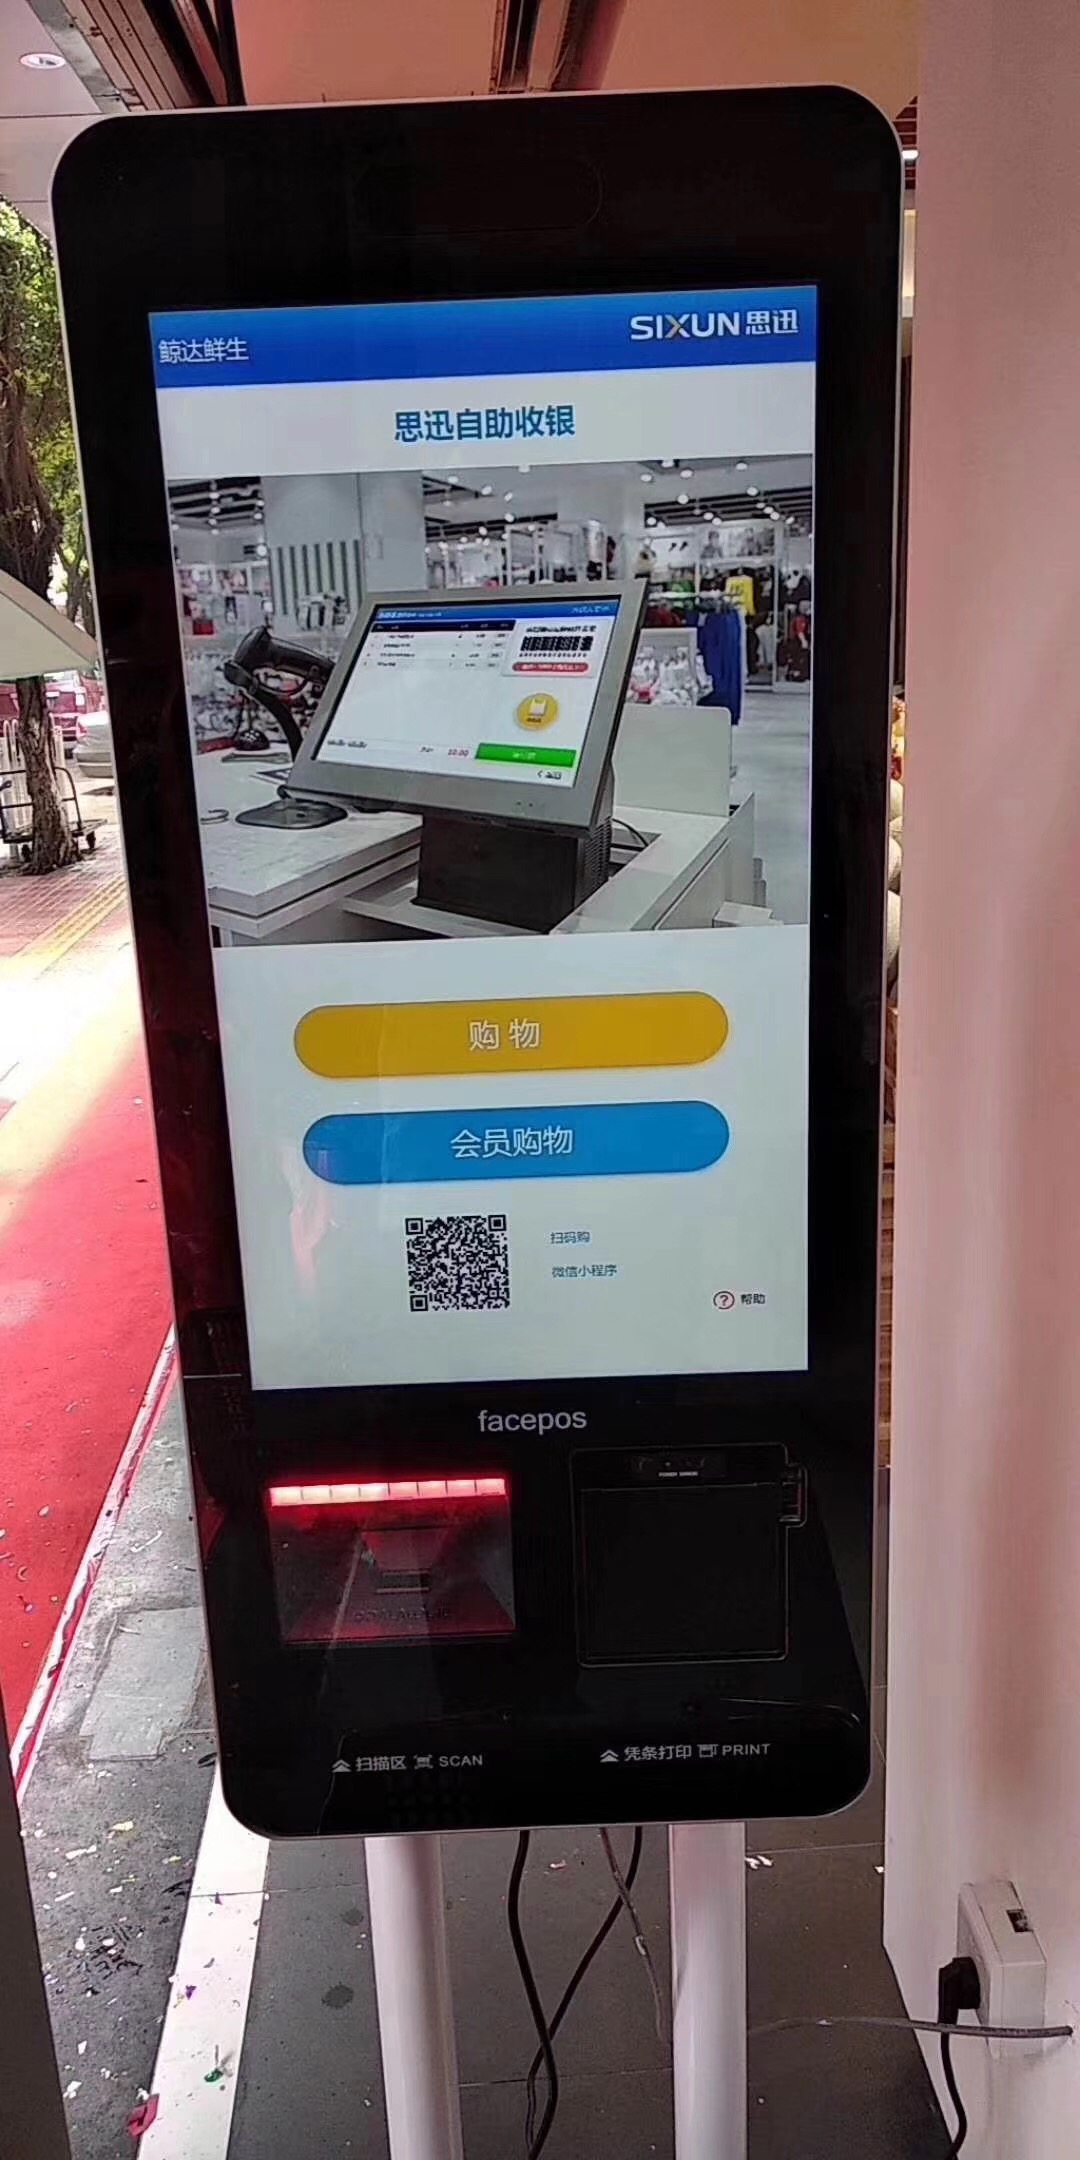 鲸达鲜生
SIXUN思迅
思迅自助收银
购物
会员购物
扫码购
微信小程序
? 帮助
facepos
扫描区 SCAN
凭条打印 PRINT